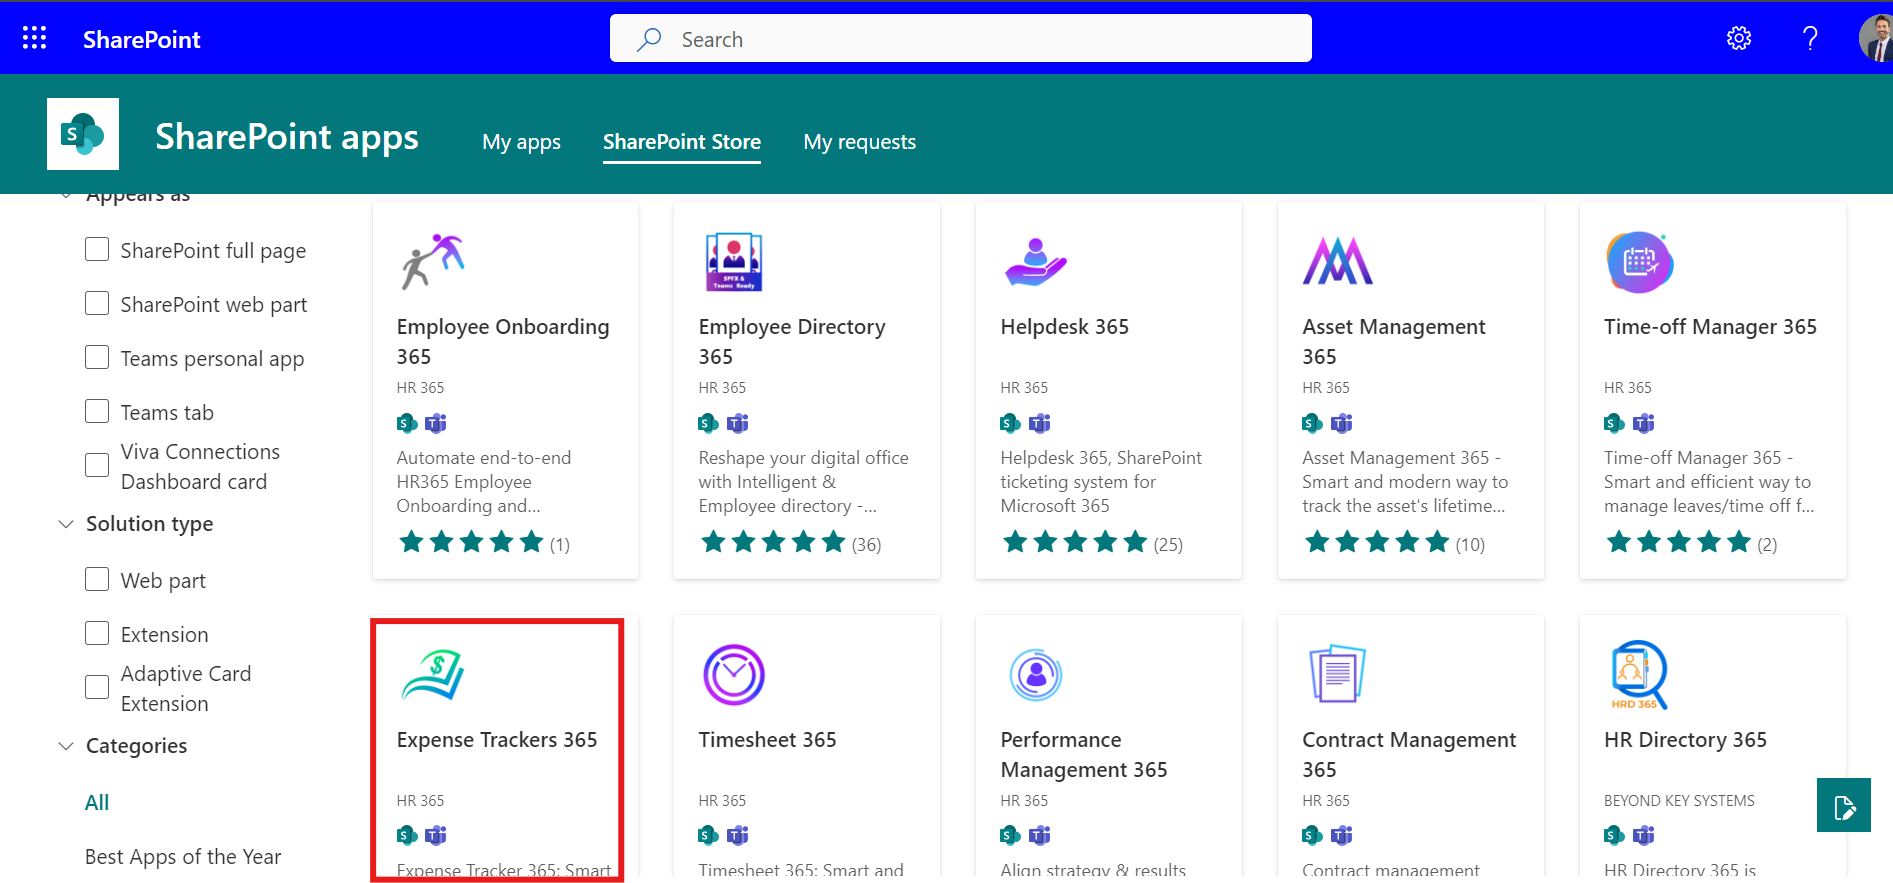 SharePoint
Search
SharePoint apps
My apps
SharePoint Store
My requests
Appears as
SharePoint full page
SharePoint web part
Teams personal app
Teams tab
Viva Connections
Dashboard card
Solution type
Web part
Extension
Adaptive Card
Extension
Categories
All
Best Apps of the Year
Employee Onboarding
365
HR 365
Automate end-to-end
HR365 Employee
Onboarding and...
(1)
SPFX &
Teams Ready
Employee Directory
365
HR 365
Reshape your digital office
with Intelligent &
Employee directory -...
(36)
Helpdesk 365
HR 365
Helpdesk 365, SharePoint
ticketing system for
Microsoft 365
(25)
Asset Management
365
HR 365
Asset Management 365 -
Smart and modern way to
track the asset's lifetime...
(10)
Time-off Manager 365
HR 365
Time-off Manager 365 -
Smart and efficient way to
manage leaves/time off f...
(2)
Expense Trackers 365
HR 365
Expense Tracker 365: Smart
Timesheet 365
HR 365
Timesheet 365: Smart and
Performance
Management 365
HR 365
Align strategy & results
Contract Management
365
HR 365
Contract management
HRD 365
HR Directory 365
BEYOND KEY SYSTEMS
HR Directory 365 is